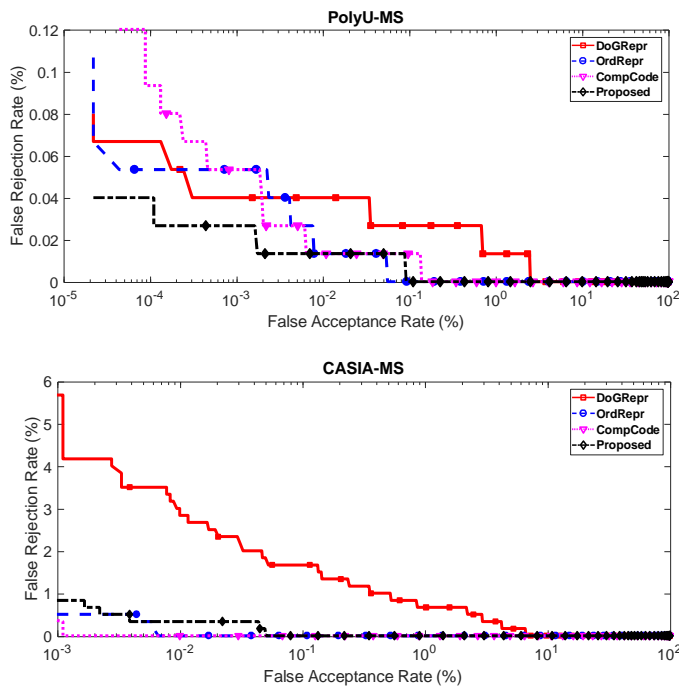 PolyU-MS
False Rejection Rate (%)
0.12
0.1
0.08
0.06
0.04
0.02
0
DoGRepr
OrdRepr
CompCode
Proposed
10^-5 10^-4 10^-3 10^-2 10^-1 10^0 10^1 10^2
False Acceptance Rate (%)
CASIA-MS
False Rejection Rate (%)
6
5
4
3
2
1
0
DoGRepr
OrdRepr
CompCode
Proposed
10^-3 10^-2 10^-1 10^0 10^1 10^2
False Acceptance Rate (%)